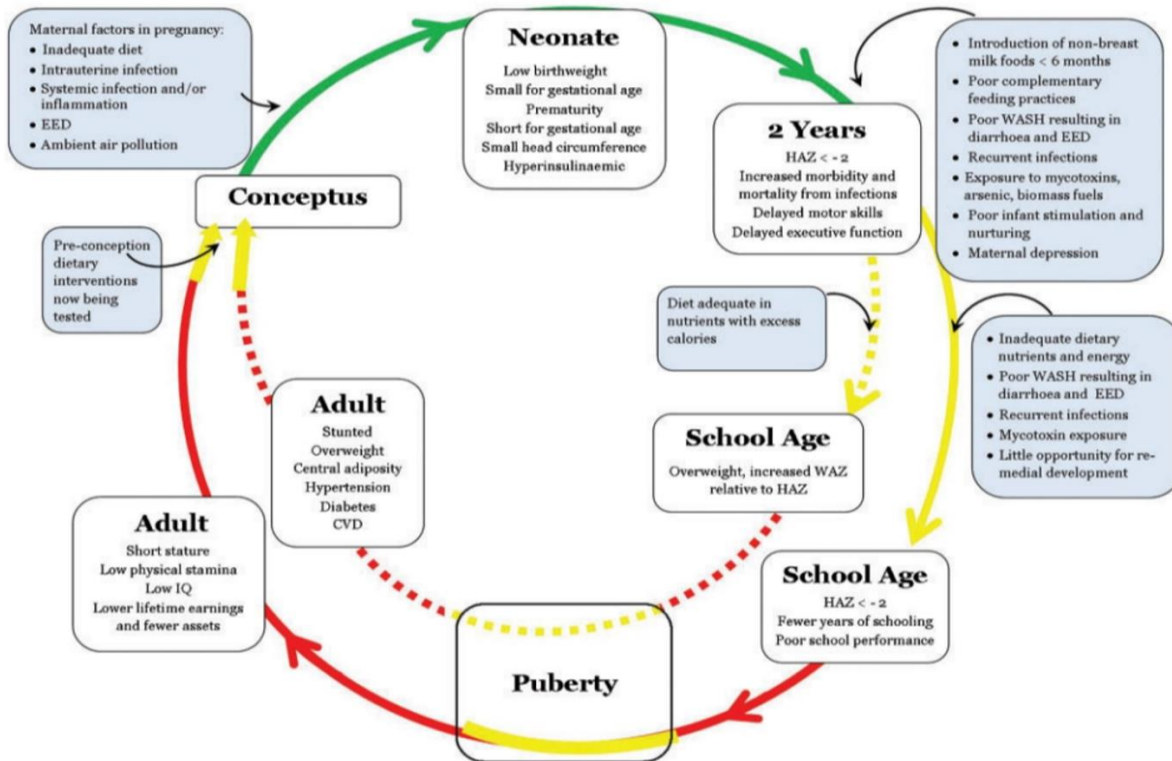 Maternal factors in pregnancy:
• Inadequate diet
• Intrauterine infection
• Systemic infection and/or
inflammation
• EED
• Ambient air pollution
Neonate
Low birthweight
Small for gestational age
Prematurity
Short for gestational age
Small head circumference
Hyperinsulinaemic
• Introduction of non-breast
milk foods < 6 months
• Poor complementary
feeding practices
• Poor WASH resulting in
diarrhoea and EED
• Recurrent infections
• Exposure to mycotoxins,
arsenic, biomass fuels
• Poor infant stimulation and
nurturing
• Maternal depression
2 Years
HAZ < - 2
Increased morbidity and
mortality from infections
Delayed motor skills
Delayed executive function
Conceptus
Pre-conception
dietary
interventions
now being
tested
Diet adequate in
nutrients with excess
calories
• Inadequate dietary
nutrients and energy
• Poor WASH resulting in
diarrhoea and EED
• Recurrent infections
• Mycotoxin exposure
• Little opportunity for re-
medial development
Adult
Stunted
Overweight
Central adiposity
Hypertension
Diabetes
CVD
School Age
Overweight, increased WAZ
relative to HAZ
Adult
Short stature
Low physical stamina
Low IQ
Lower lifetime earnings
and fewer assets
School Age
HAZ < - 2
Fewer years of schooling
Poor school performance
Puberty